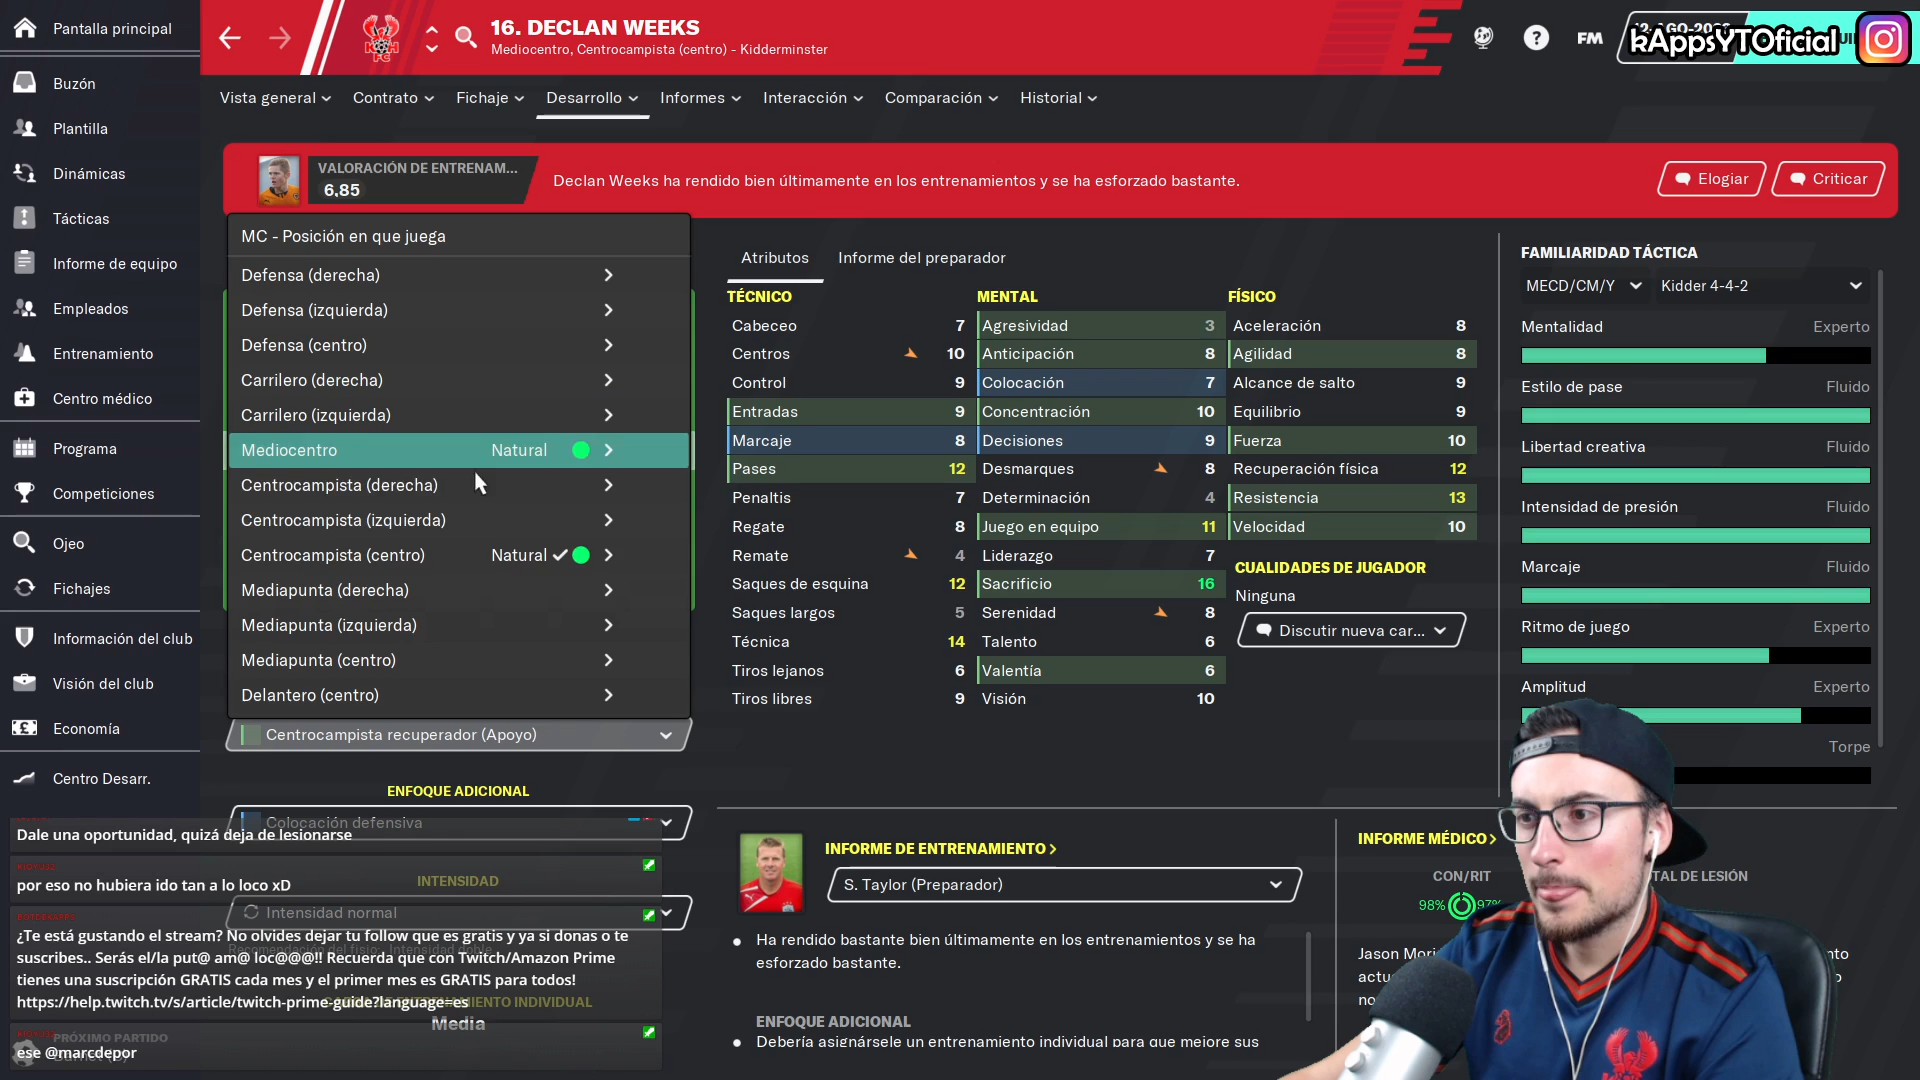 Pantalla principal
Buzón
Plantilla
Dinámicas
Tácticas
Informe de equipo
Empleados
Entrenamiento
Centro médico
Programa
Competiciones
Ojeo
Fichajes
Información del club
Visión del club
Economía
Centro Desarr.
16. DECLAN WEEKS
Mediocentro, Centrocampista (centro) - Kidderminster
FM
kAppsYTOficial
Vista general
Contrato
Fichaje
Desarrollo
Informes
Interacción
Comparación
Historial
VALORACIÓN DE ENTRENAM...
6,85
Declan Weeks ha rendido bien últimamente en los entrenamientos y se ha esforzado bastante.
Elogiar
Criticar
MC - Posición en que juega
Defensa (derecha)
Defensa (izquierda)
Defensa (centro)
Carrilero (derecha)
Carrilero (izquierda)
Mediocentro Natural
Centrocampista (derecha)
Centrocampista (izquierda)
Centrocampista (centro) Natural
Mediapunta (derecha)
Mediapunta (izquierda)
Mediapunta (centro)
Delantero (centro)
Centrocampista recuperador (Apoyo)
ENFOQUE ADICIONAL
Colocación defensiva
INTENSIDAD
Intensidad normal
ENTRENAMIENTO INDIVIDUAL
Media
PRÓXIMO PARTIDO
Dale una oportunidad, quizá deja de lesionarse
por eso no hubiera ido tan a lo loco xD
¿Te está gustando el stream? No olvides dejar tu follow que es gratis y ya si donas o te
suscribes.. Serás el/la put@ am@ loc@@@!! Recuerda que con Twitch/Amazon Prime
tienes una suscripción GRATIS cada mes y el primer mes es GRATIS para todos!
https://help.twitch.tv/s/article/twitch-prime-guide?language=es
ese @marcdepor
Atributos
Informe del preparador
TÉCNICO
Cabeceo 7
Centros 10
Control 9
Entradas 9
Marcaje 8
Pases 12
Penaltis 7
Regate 8
Remate 4
Saques de esquina 12
Saques largos 5
Técnica 14
Tiros lejanos 6
Tiros libres 9
MENTAL
Agresividad 3
Anticipación 8
Colocación 7
Concentración 10
Decisiones 9
Desmarques 8
Determinación 4
Juego en equipo 11
Liderazgo 7
Sacrificio 16
Serenidad 8
Talento 6
Valentía 6
Visión 10
FÍSICO
Aceleración 8
Agilidad 8
Alcance de salto 9
Equilibrio 9
Fuerza 10
Recuperación física 12
Resistencia 13
Velocidad 10
CUALIDADES DE JUGADOR
Ninguna
Discutir nueva car...
FAMILIARIDAD TÁCTICA
MECD/CM/Y
Kidder 4-4-2
Mentalidad Experto
Estilo de pase Fluido
Libertad creativa Fluido
Intensidad de presión Fluido
Marcaje Fluido
Ritmo de juego Experto
Amplitud Experto
Torpe
INFORME DE ENTRENAMIENTO
S. Taylor (Preparador)
Ha rendido bastante bien últimamente en los entrenamientos y se ha
esforzado bastante.
ENFOQUE ADICIONAL
Debería asignársele un entrenamiento individual para que mejore sus
INFORME MÉDICO
CON/RIT
TAL DE LESIÓN
98%
97%
Jason